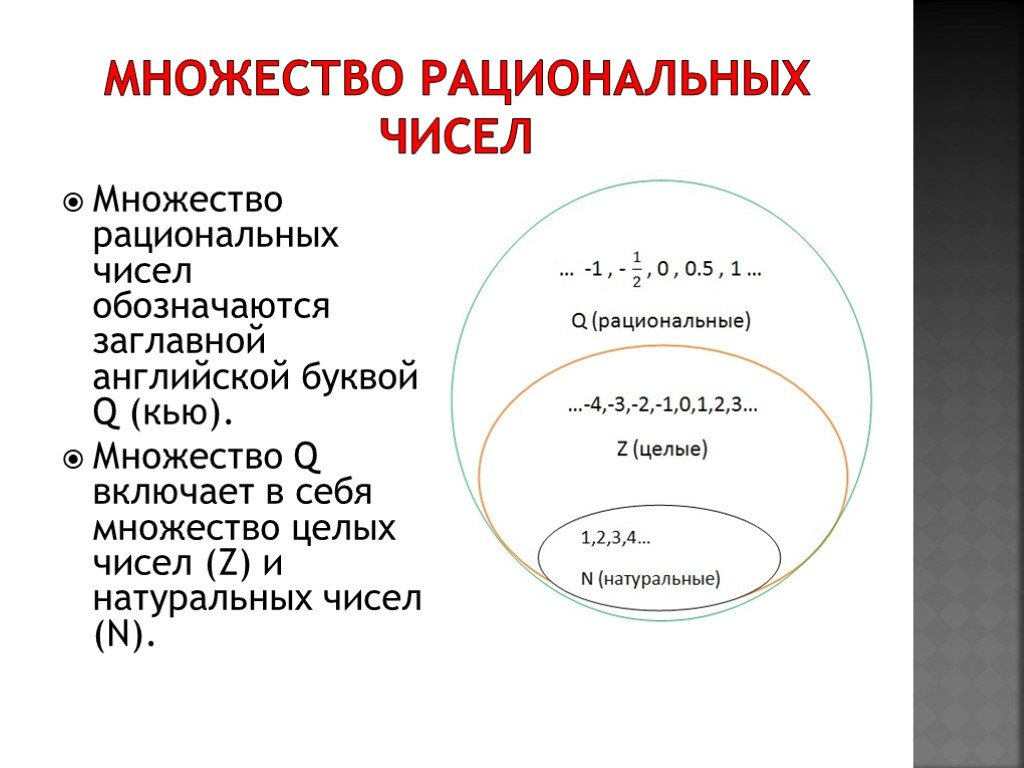 МНОЖЕСТВО РАЦИОНАЛЬНЫХ
ЧИСЕЛ
Множество
рациональных
чисел
обозначаются
заглавной
английской буквой
Q (кью).
Множество Q
включает в себя
множество целых
чисел (Z) и
натуральных чисел
(N).
... -1 , - 1/2 , 0 , 0.5 , 1 ...
Q (рациональные)
...-4,-3,-2,-1,0,1,2,3...
Z (целые)
1,2,3,4...
N (натуральные)